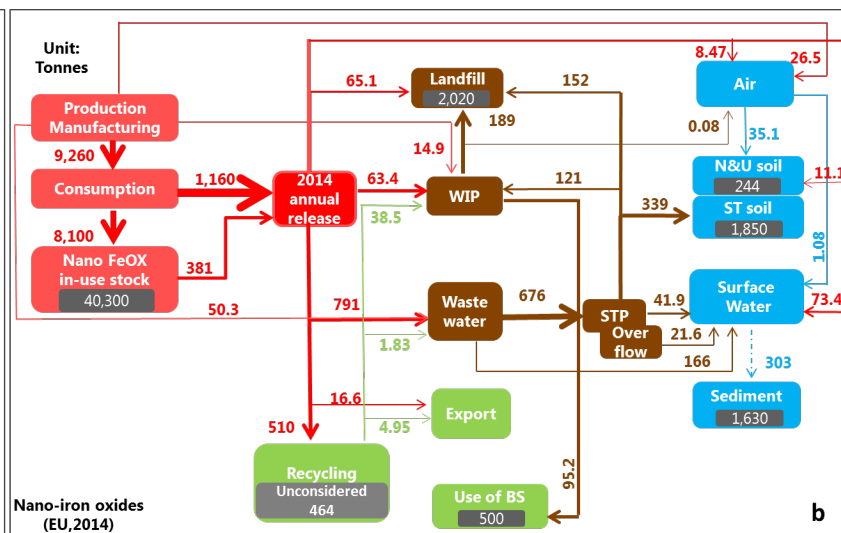 Unit:
Tonnes
8.47
26.5
65.1
Landfill
2,020
152
Air
Production
Manufacturing
189
0.08
35.1
9,260
14.9
N&U soil
244
11.1
Consumption
1,160
2014
annual
release
63.4
WIP
121
ST soil
1,850
339
38.5
8,100
381
Nano FeOX
in-use stock
40,300
1.08
Surface
Water
50.3
791
Waste
water
676
STP
41.9
73.4
Over
flow
21.6
1.83
166
303
16.6
Export
Sediment
1,630
510
4.95
Recycling
Unconsidered
464
95.2
Use of BS
500
Nano-iron oxides
(EU,2014)
b